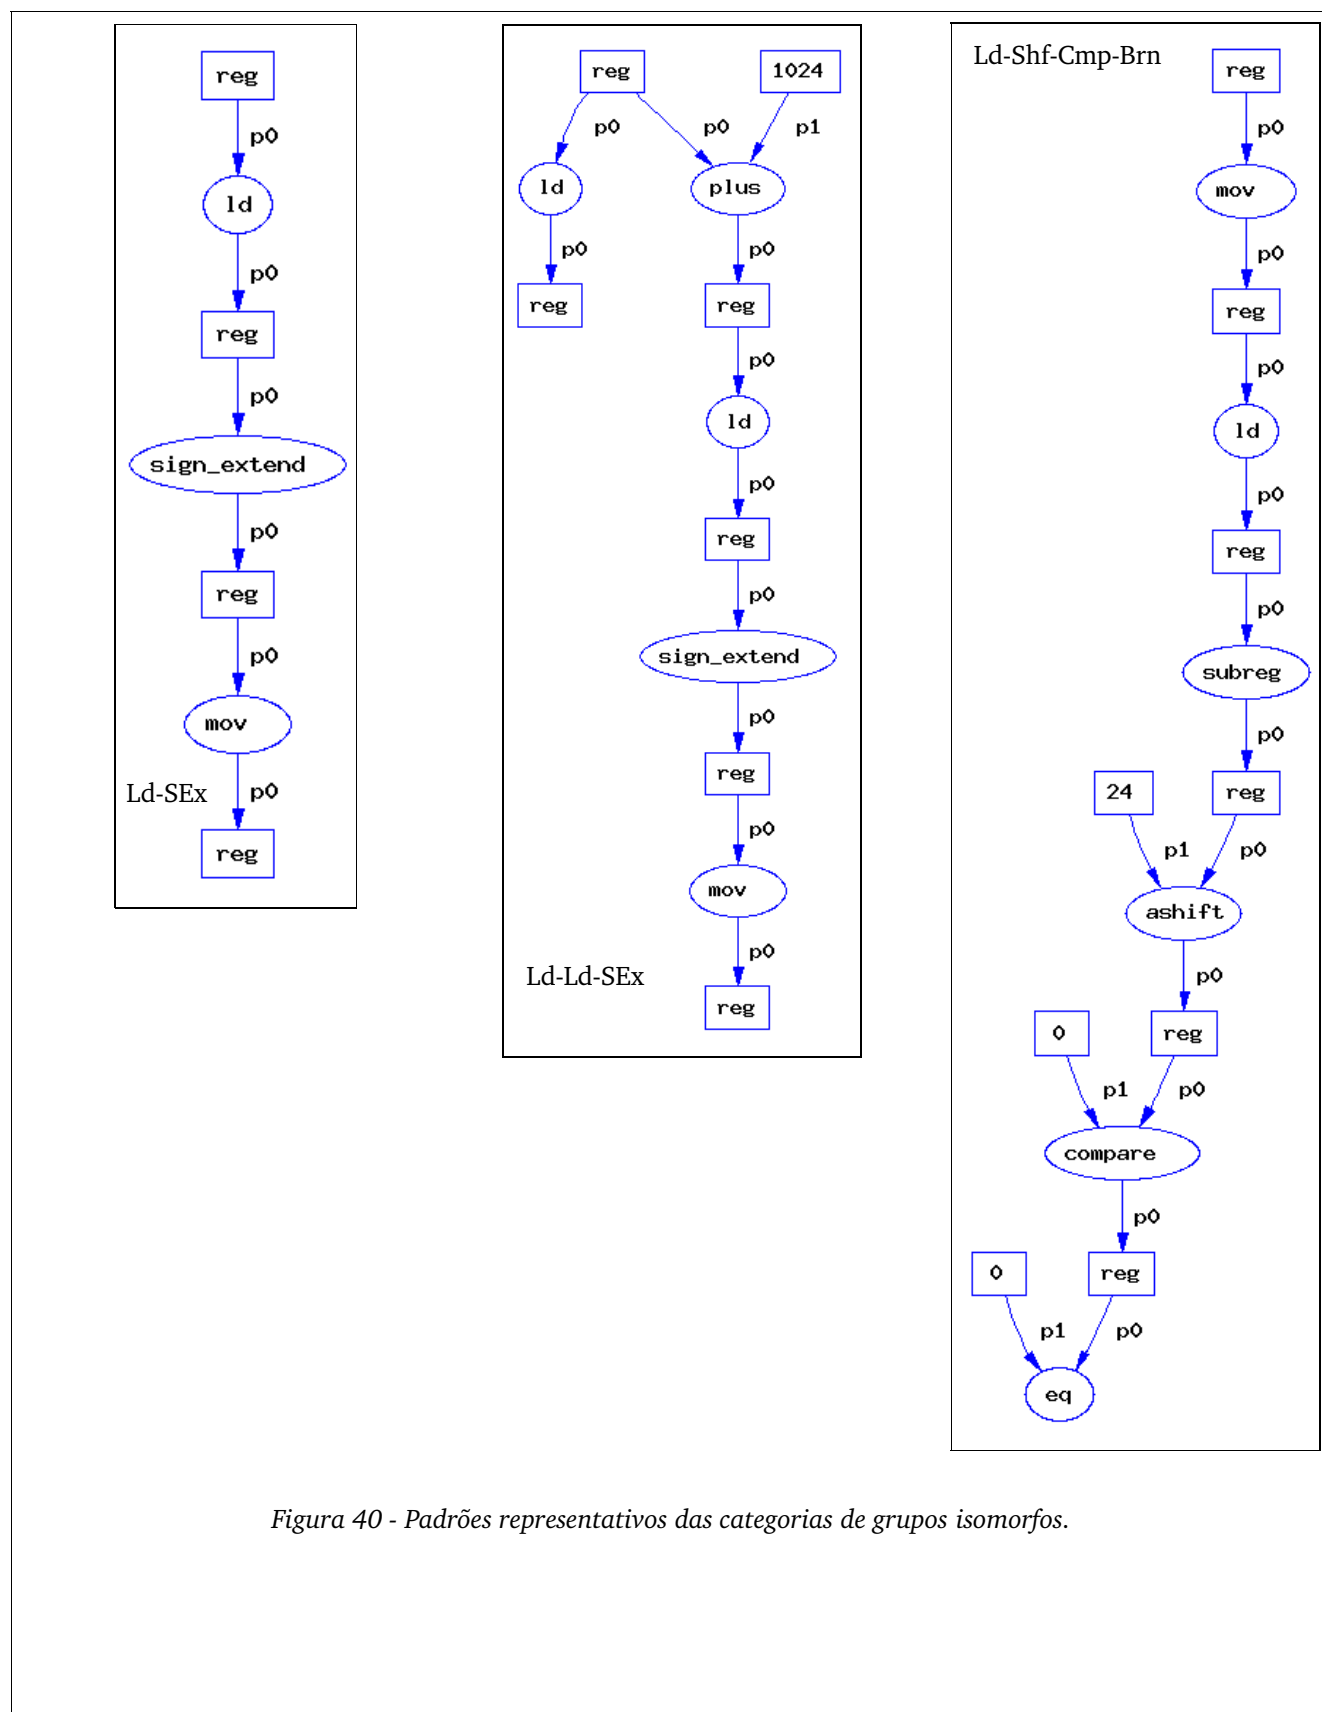 reg
p0
ld
p0
reg
p0
sign_extend
p0
reg
p0
mov
Ld-SEx
p0
reg
reg
1024
p0
p0
p1
ld
plus
p0
p0
reg
reg
p0
ld
p0
reg
p0
sign_extend
p0
reg
p0
mov
p0
Ld-Ld-SEx
reg
Ld-Shf-Cmp-Brn
reg
p0
mov
p0
reg
p0
ld
p0
reg
p0
subreg
p0
24
reg
p1
p0
ashift
p0
0
reg
p1
p0
compare
p0
0
reg
p1
p0
eq
Figura 40 - Padrões representativos das categorias de grupos isomorfos.